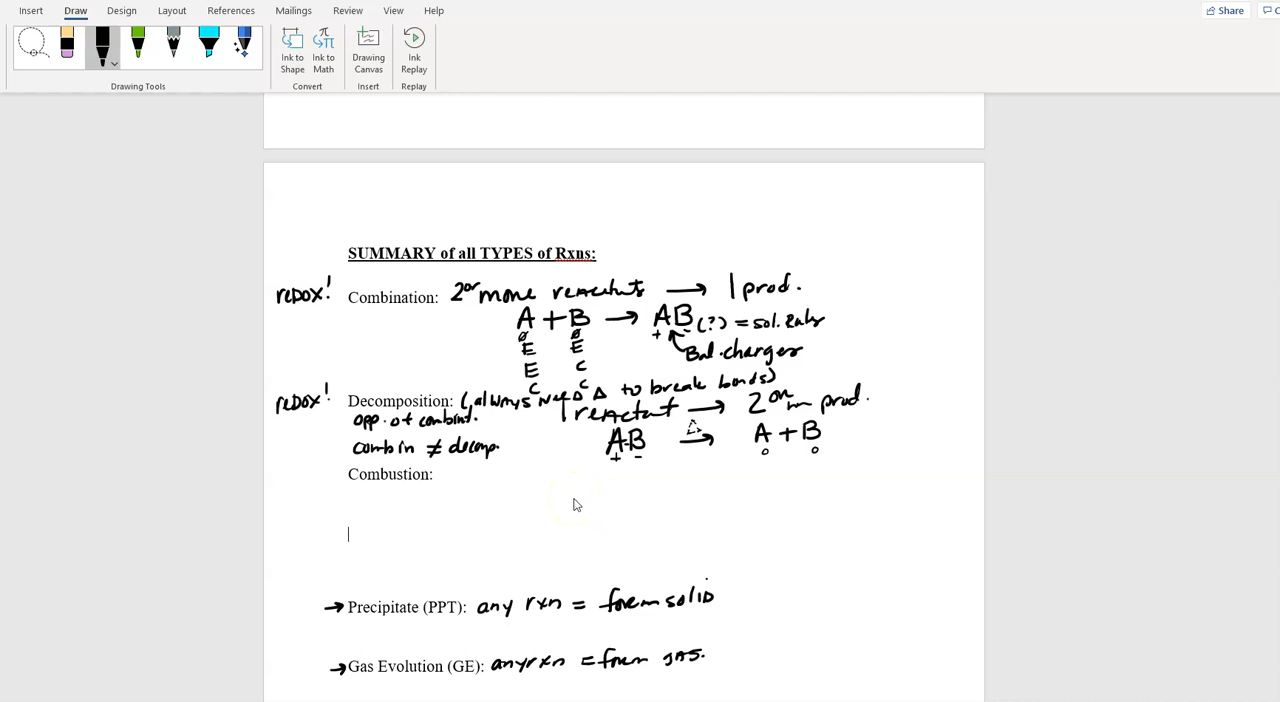 Insert Draw Design Layout References Mailings Review View Help
Share
Ink to Shape
Ink to Math
Drawing Canvas
Ink Replay
Drawing Tools Convert Insert Replay
SUMMARY of all TYPES of Rxns:
redox! Combination: 2 or more reactants → 1 prod.
A + B → AB (?) = sol. rules
Ø Ø + -
E E Bal. charges
E C
C C
redox! Decomposition: (always need Δ to break bonds)
1 reactant → 2 or m prod.
opp. of combint.
AB Δ→ A + B
+ - o o
combin ≠ decomp.
Combustion:
→ Precipitate (PPT): any rxn = form solid
→ Gas Evolution (GE): any rxn = form gas.